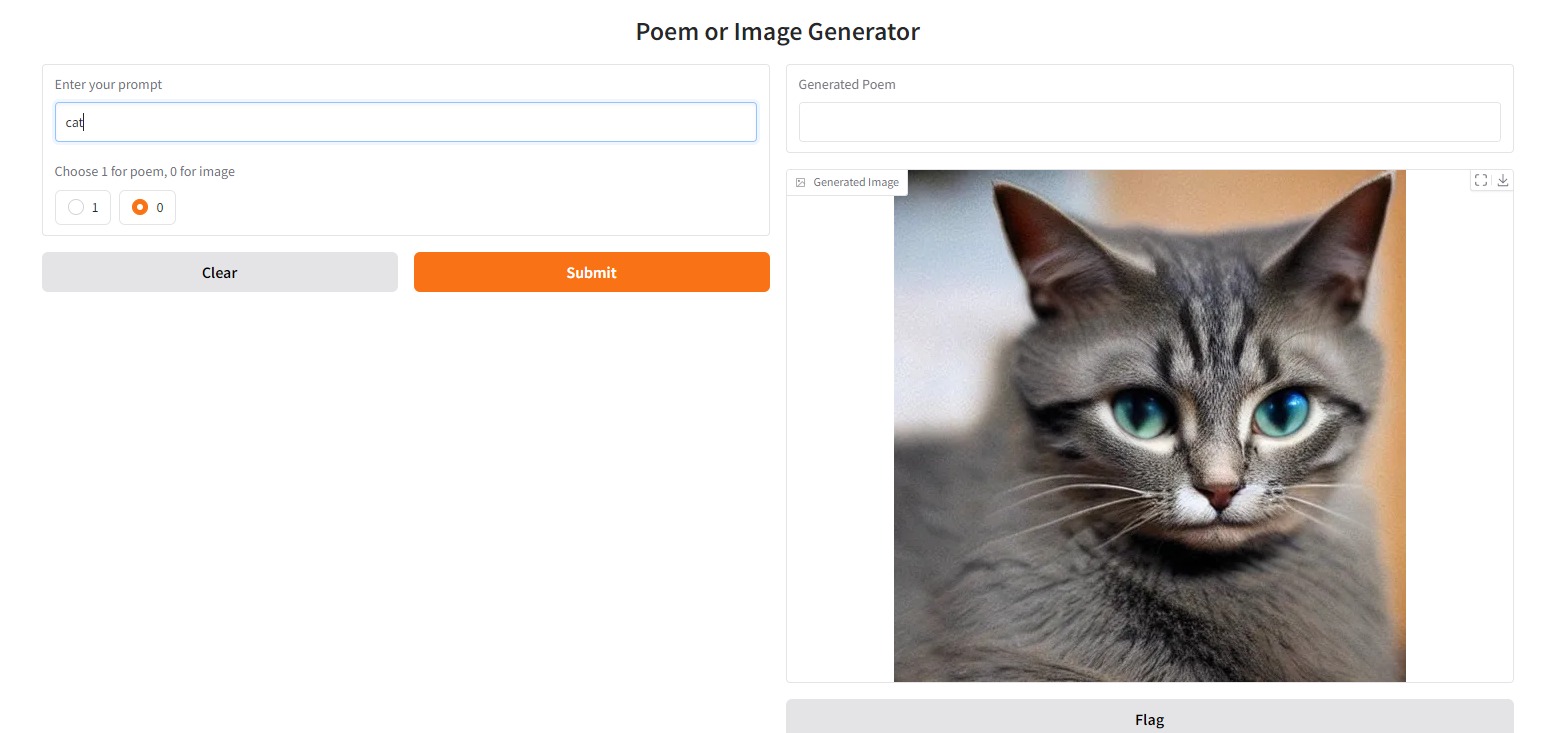 Poem or Image Generator
Enter your prompt
cat
Choose 1 for poem, 0 for image
1
0
Clear
Submit
Generated Poem
Generated Image
Flag